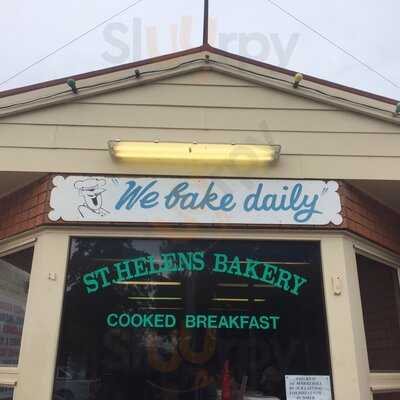 "We bake daily"
ST. HELENS BAKERY
COOKED BREAKFAST